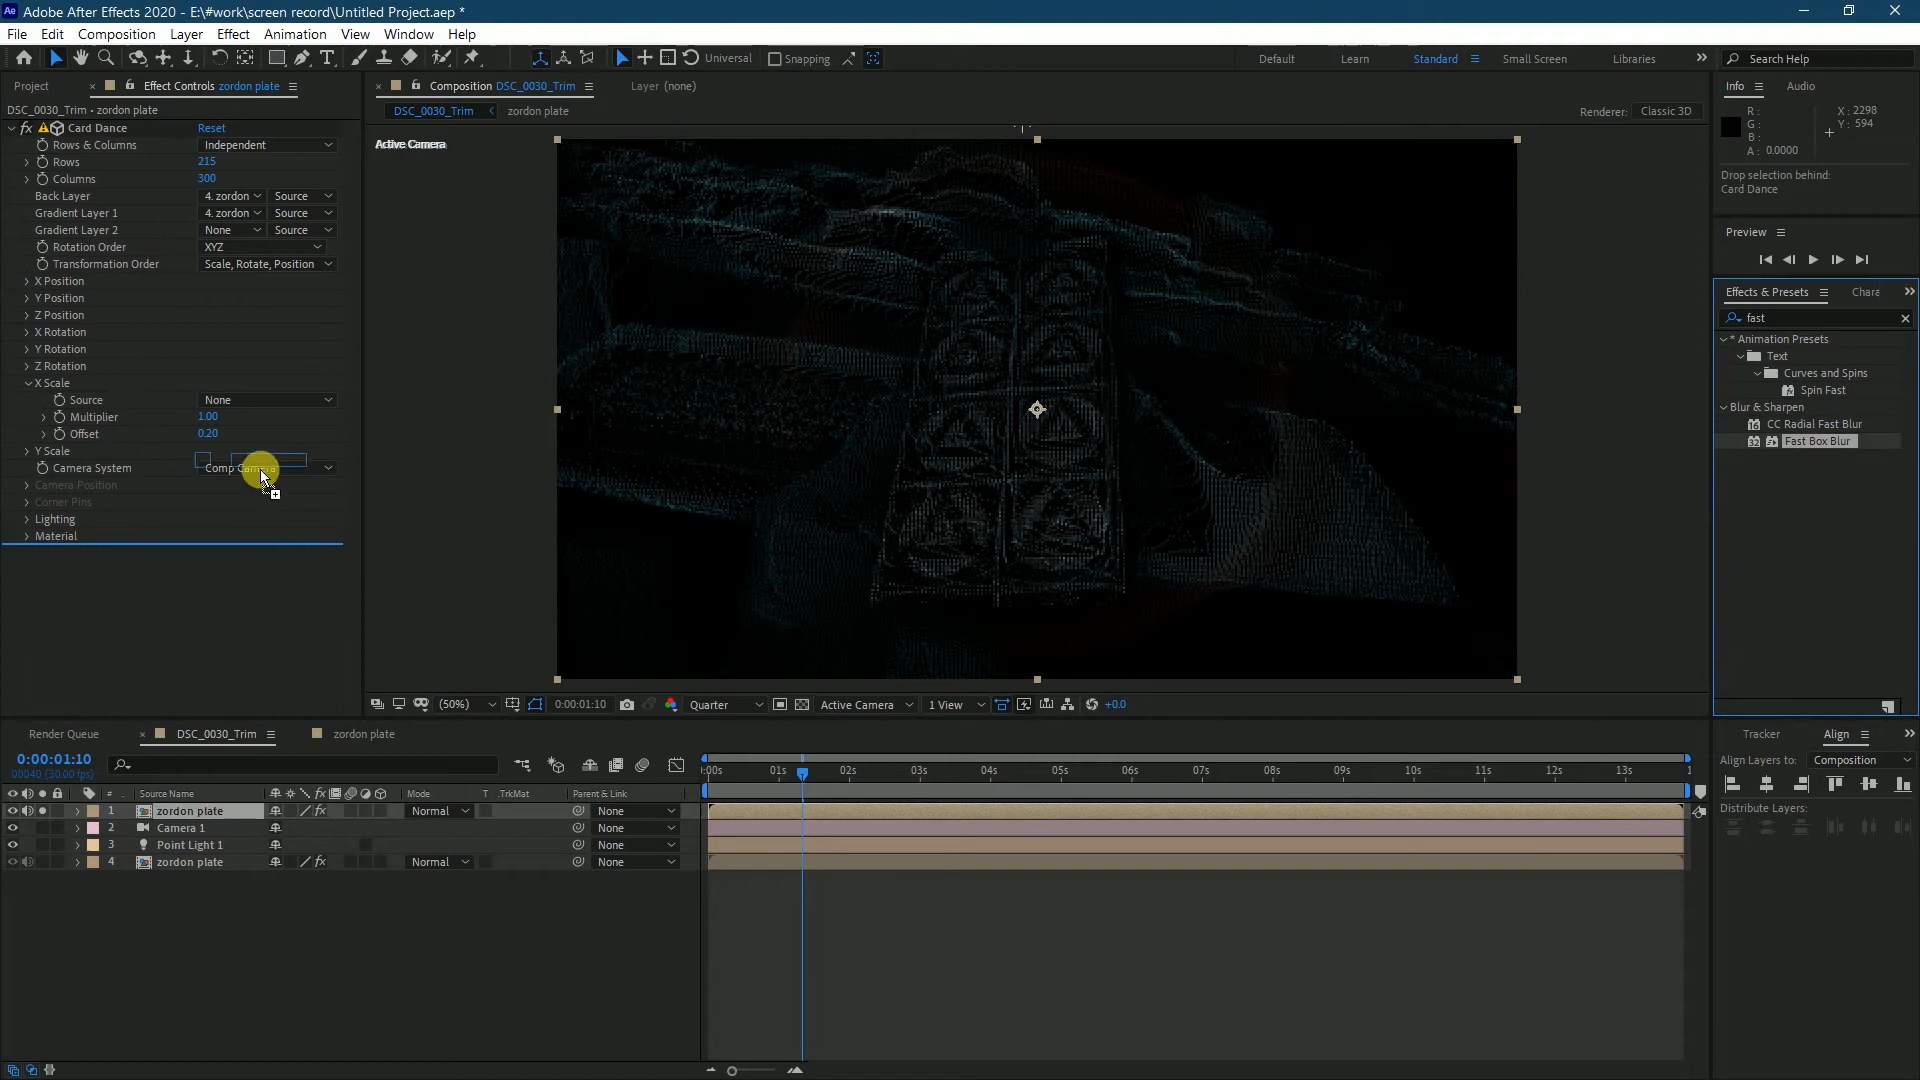 Adobe After Effects 2020 - E:\#work\screen record\Untitled Project.aep *
File Edit Composition Layer Effect Animation View Window Help
Universal Snapping Default Learn Standard Small Screen Libraries Search Help
Project Effect Controls zordon plate Composition DSC_0030_Trim Layer (none) Info Audio
DSC_0030_Trim • zordon plate DSC_0030_Trim zordon plate Renderer: Classic 3D
R : X : 2298
G : Y : 594
B :
A : 0.0000
fx Card Dance Reset
Rows & Columns Independent Active Camera
Rows 215
Columns 300 Drop selection behind:
Card Dance
Back Layer 4. zordon Source
Gradient Layer 1 4. zordon Source
Gradient Layer 2 None Source Preview
Rotation Order XYZ
Transformation Order Scale, Rotate, Position
X Position
Y Position Effects & Presets Chara
Z Position fast
X Rotation * Animation Presets
Y Rotation Text
Z Rotation Curves and Spins
X Scale Spin Fast
Source None Blur & Sharpen
Multiplier 1.00 CC Radial Fast Blur
Offset 0.20 Fast Box Blur
Y Scale
Camera System Comp Camera
Camera Position
Corner Pins
Lighting
Material
(50%) 0:00:01:10 Quarter Active Camera 1 View +0.0
Render Queue DSC_0030_Trim zordon plate Tracker Align
0:00:01:10 Align Layers to: Composition
00040 (30.00 fps) :00s 01s 02s 03s 04s 05s 06s 07s 08s 09s 10s 11s 12s 13s 1
# . Source Name fx Mode T .TrkMat Parent & Link
Distribute Layers:
1 zordon plate fx Normal None
2 Camera 1 None
3 Point Light 1 None
4 zordon plate fx Normal None